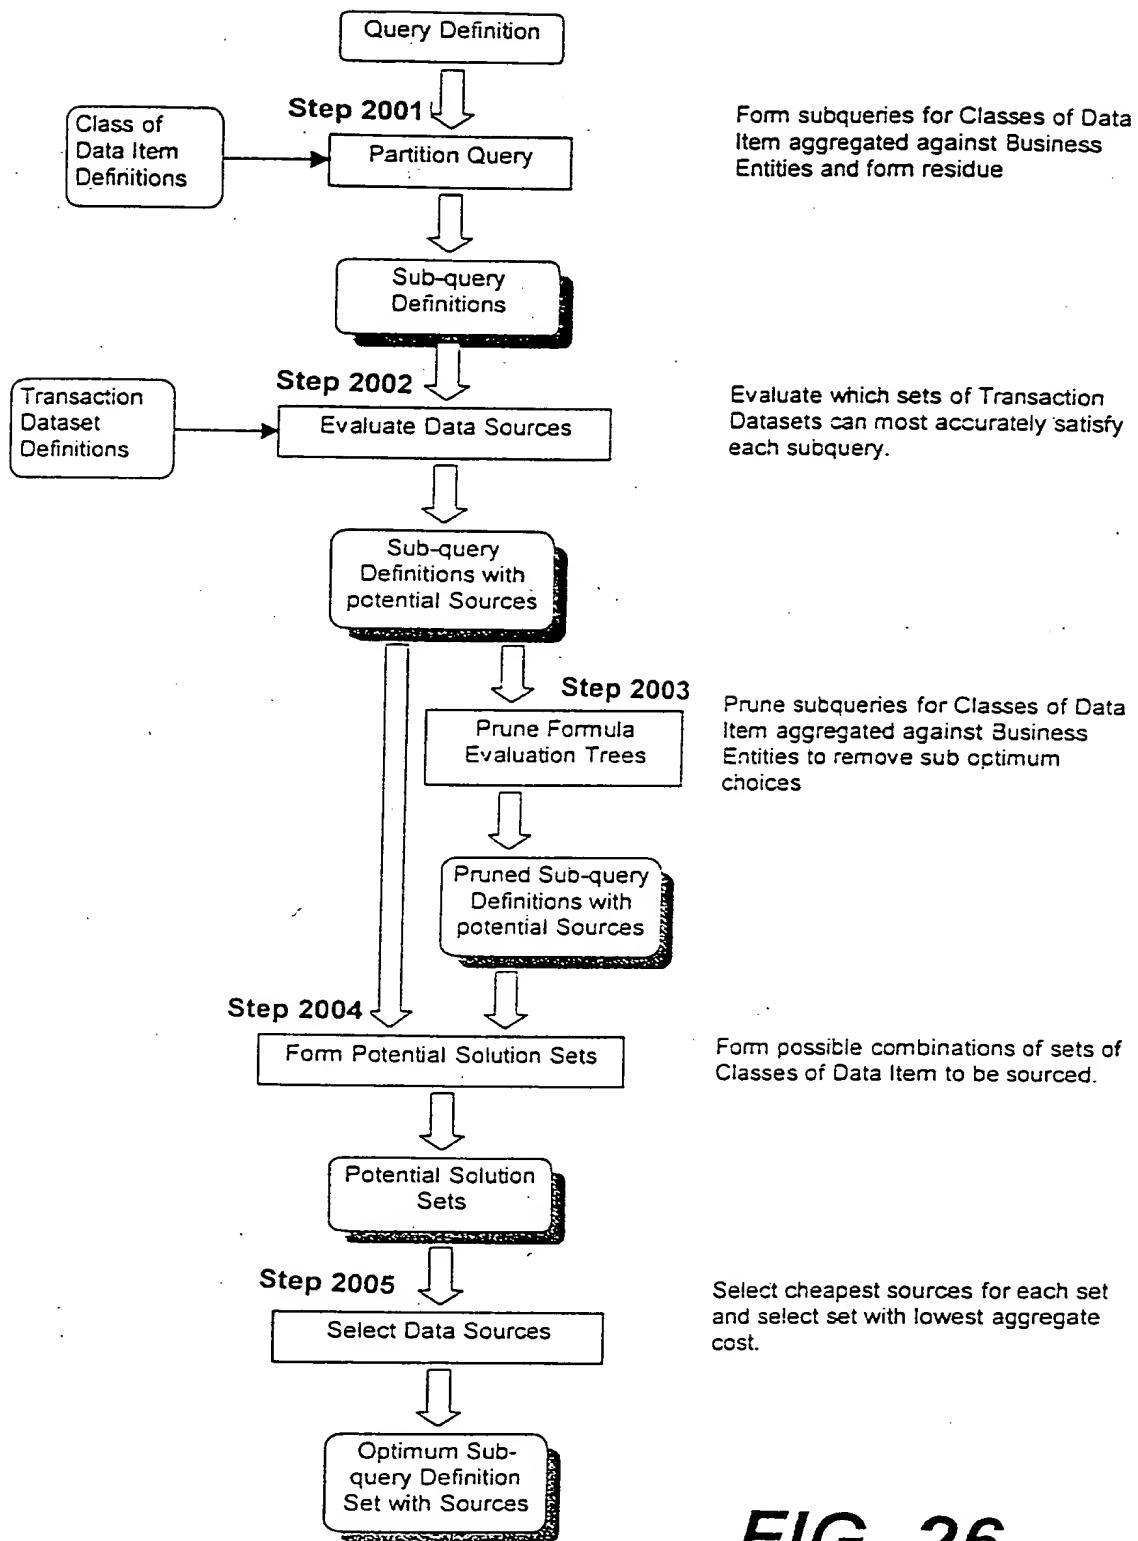 Query Definition
Step 2001
Class of
Data Item
Definitions
Partition Query
Form subqueries for Classes of Data
Item aggregated against Business
Entities and form residue
Sub-query
Definitions
Step 2002
Transaction
Dataset
Definitions
Evaluate Data Sources
Evaluate which sets of Transaction
Datasets can most accurately satisfy
each subquery.
Sub-query
Definitions with
potential Sources
Step 2003
Prune Formula
Evaluation Trees
Prune subqueries for Classes of Data
Item aggregated against Business
Entities to remove sub optimum
choices
Pruned Sub-query
Definitions with
potential Sources
Step 2004
Form Potential Solution Sets
Form possible combinations of sets of
Classes of Data Item to be sourced.
Potential Solution
Sets
Step 2005
Select Data Sources
Select cheapest sources for each set
and select set with lowest aggregate
cost.
Optimum Sub-
query Definition
Set with Sources
FIG. 26